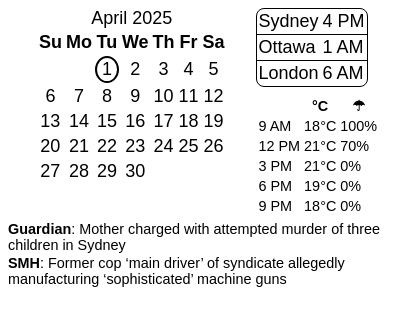 April 2025
Su Mo Tu We Th Fr Sa
1 2 3 4 5
6 7 8 9 10 11 12
13 14 15 16 17 18 19
20 21 22 23 24 25 26
27 28 29 30
Sydney 4 PM
Ottawa 1 AM
London 6 AM
°C ☂
9 AM 18°C 100%
12 PM 21°C 70%
3 PM 21°C 0%
6 PM 19°C 0%
9 PM 18°C 0%
Guardian: Mother charged with attempted murder of three
children in Sydney
SMH: Former cop ‘main driver’ of syndicate allegedly
manufacturing ‘sophisticated’ machine guns